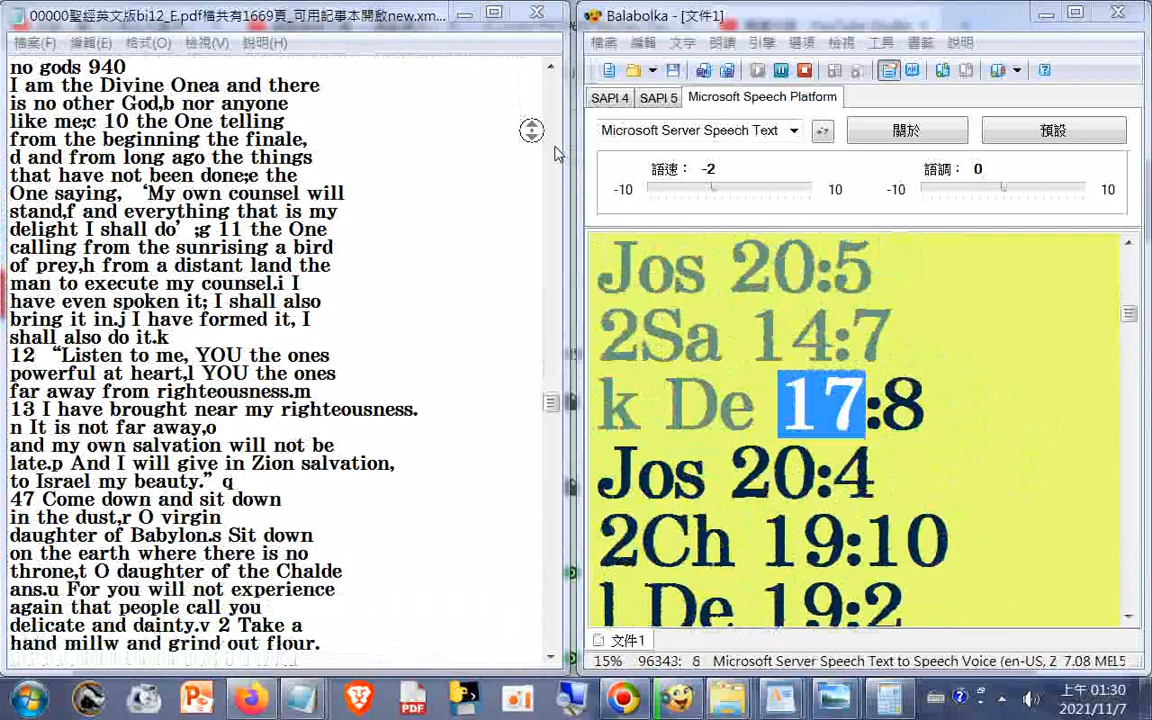 00000聖經英文版bi12_E.pdf檔共有1669頁_可用記事本開啟new.xm...
檔案(F) 編輯(E) 格式(O) 檢視(V) 說明(H)
no gods 940
I am the Divine Onea and there
is no other God,b nor anyone
like me;c 10 the One telling
from the beginning the finale,
d and from long ago the things
that have not been done;e the
One saying, ‘My own counsel will
stand,f and everything that is my
delight I shall do’ ;g 11 the One
calling from the sunrising a bird
of prey,h from a distant land the
man to execute my counsel.i I
have even spoken it; I shall also
bring it in.j I have formed it, I
shall also do it.k
12 “Listen to me, YOU the ones
powerful at heart,l YOU the ones
far away from righteousness.m
13 I have brought near my righteousness.
n It is not far away,o
and my own salvation will not be
late.p And I will give in Zion salvation,
to Israel my beauty.” q
47 Come down and sit down
in the dust,r O virgin
daughter of Babylon.s Sit down
on the earth where there is no
throne,t O daughter of the Chalde
ans.u For you will not experience
again that people call you
delicate and dainty.v 2 Take a
hand millw and grind out flour.
Balabolka - [文件1]
檔案 編輯 文字 朗讀 引擎 選項 檢視 工具 書籤 說明
SAPI 4 SAPI 5 Microsoft Speech Platform
Microsoft Server Speech Text 關於 預設
語速： -2 語調： 0
-10 10 -10 10
Jos 20:5
2Sa 14:7
k De 17:8
Jos 20:4
2Ch 19:10
l De 19:2
文件1
15% 96343: 8 Microsoft Server Speech Text to Speech Voice (en-US, Z 7.08 ME15
上午 01:30
2021/11/7